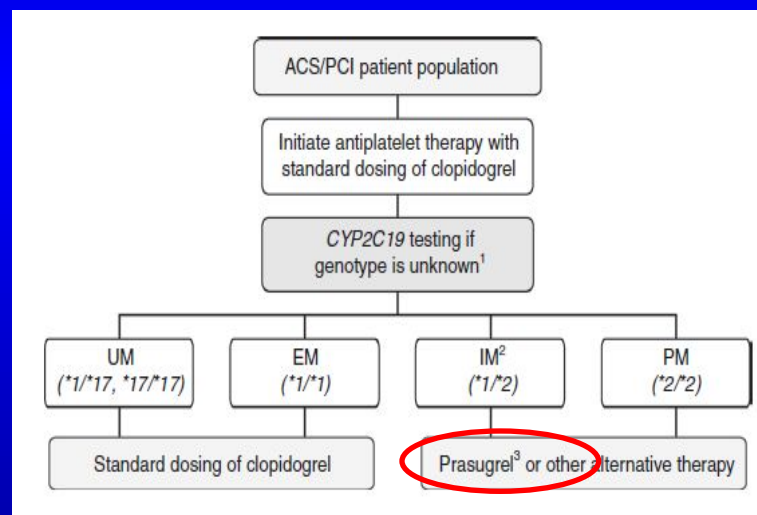 ACS/PCI patient population
Initiate antiplatelet therapy with
standard dosing of clopidogrel
CYP2C19 testing if
genotype is unknown¹
UM
(*1/*17, *17/*17)
EM
(*1/*1)
IM²
(*1/*2)
PM
(*2/*2)
Standard dosing of clopidogrel
Prasugrel³ or other alternative therapy